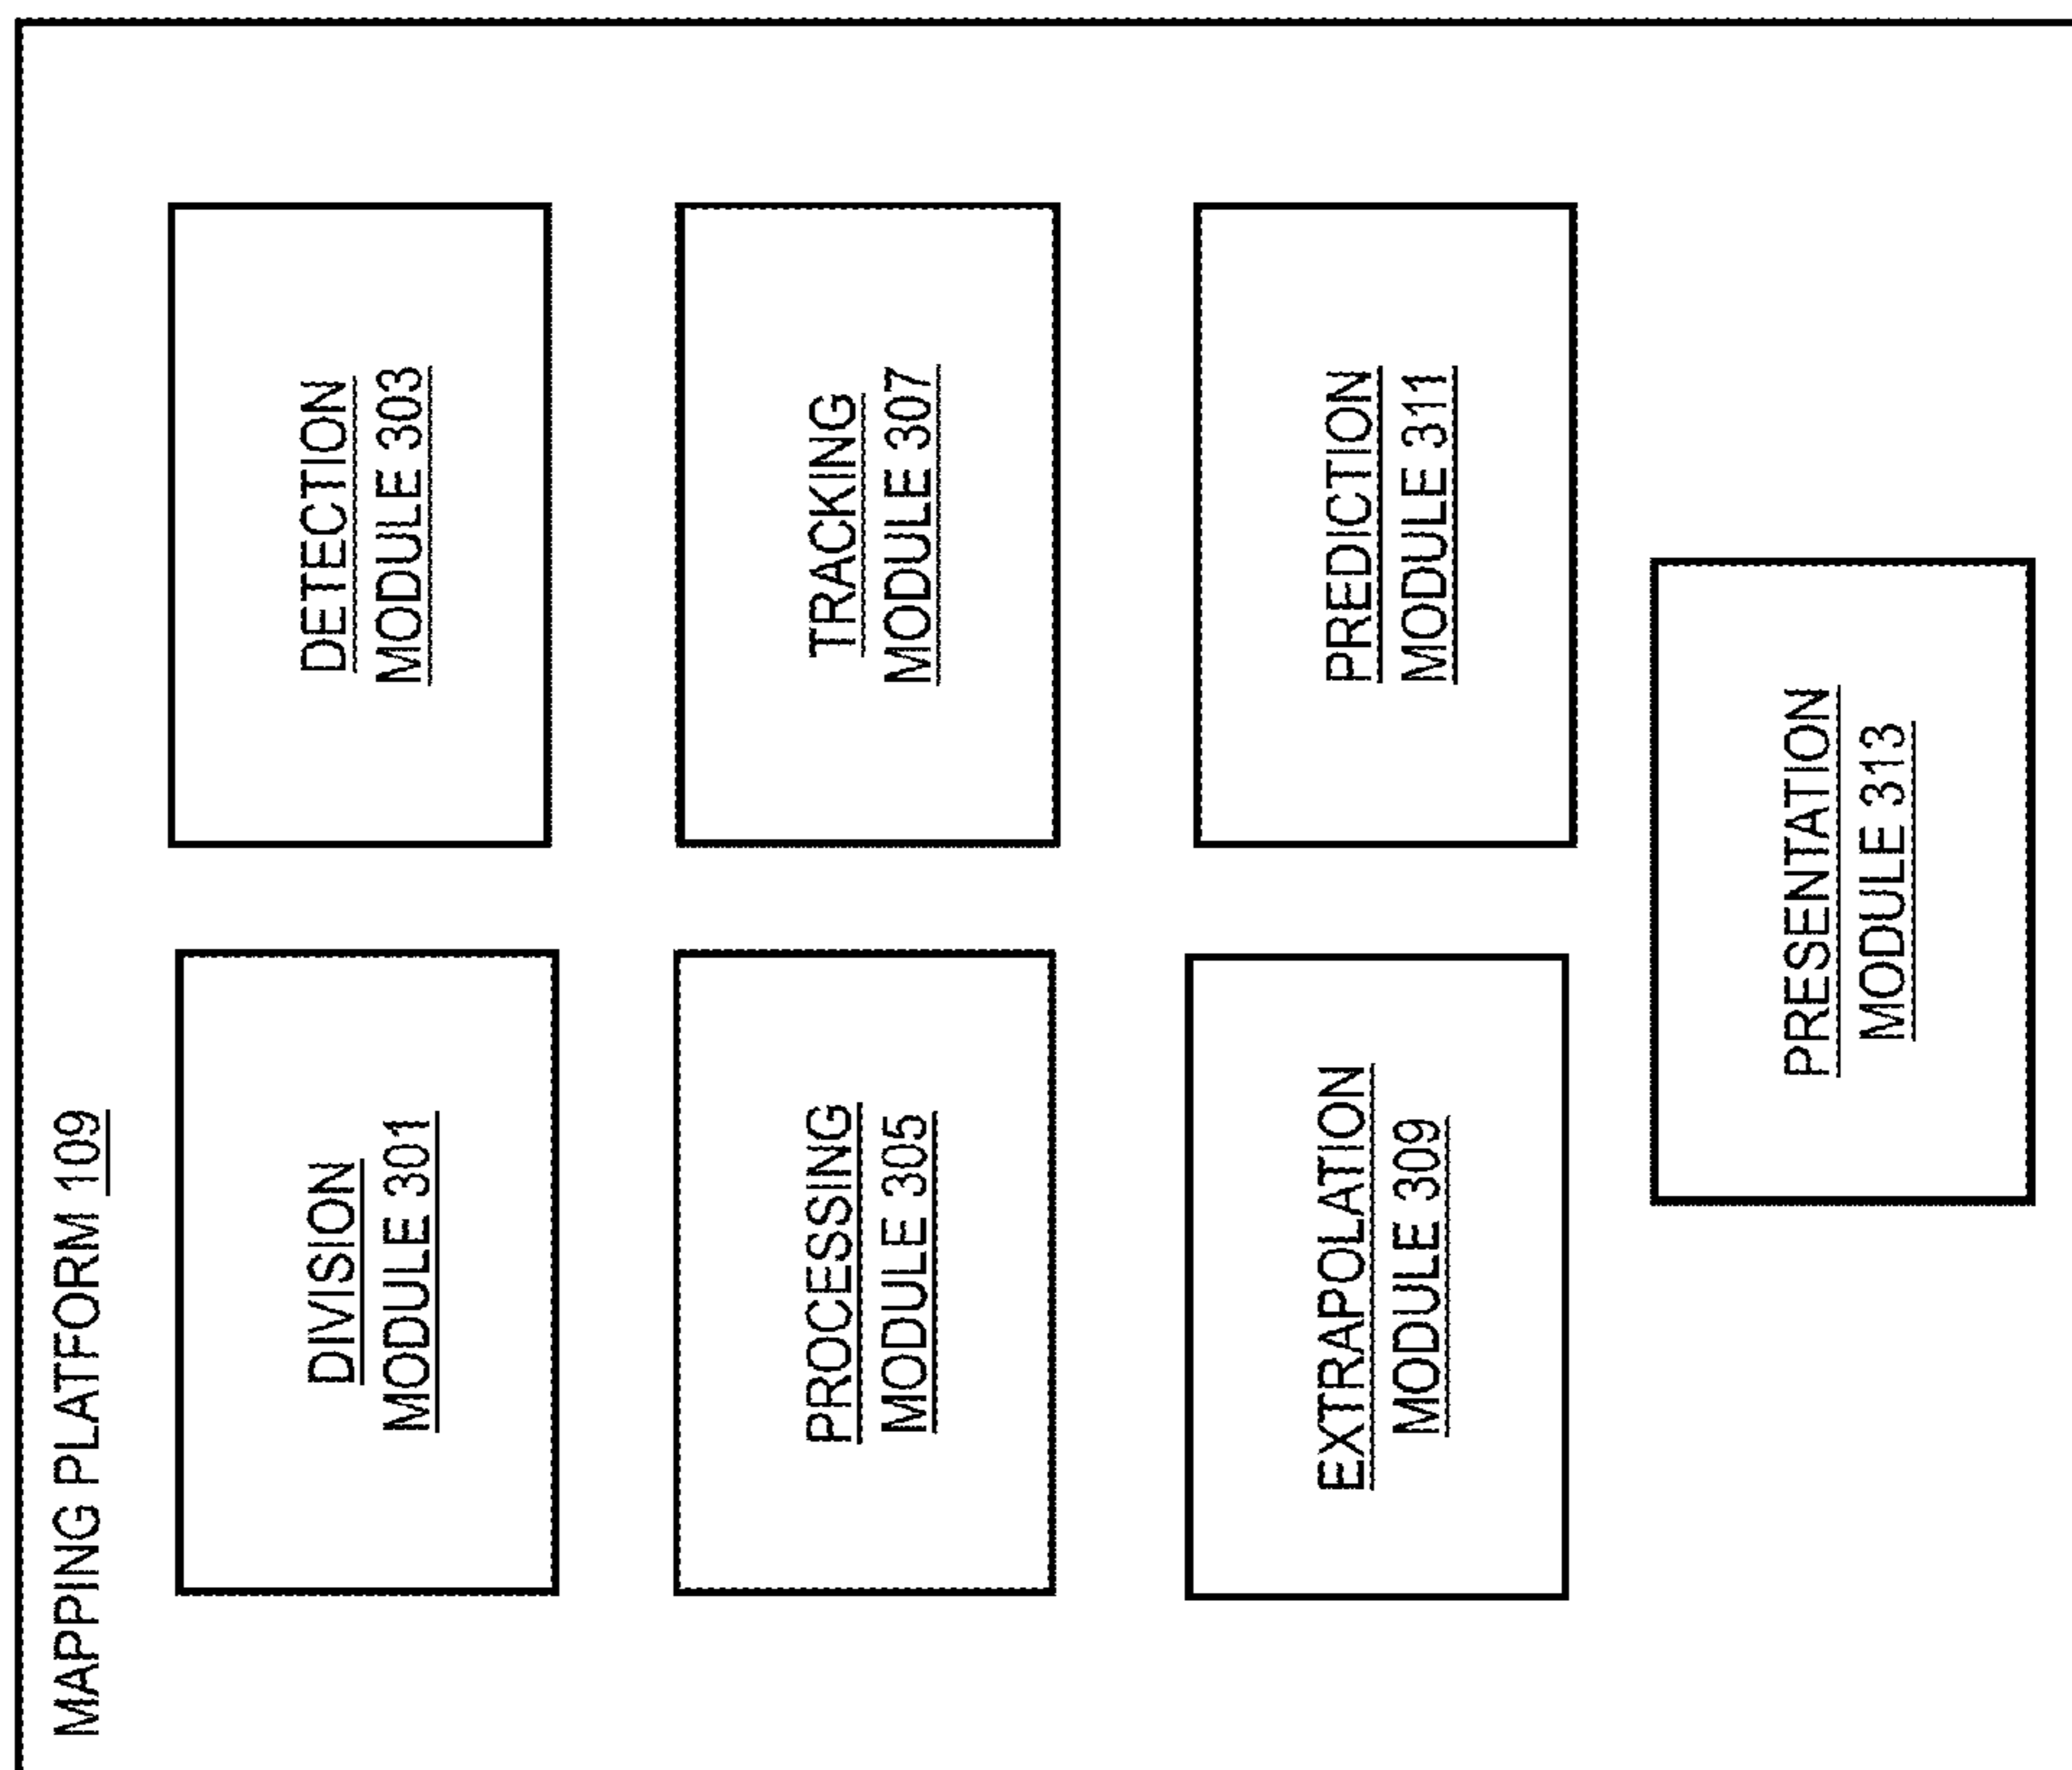 MAPPING PLATFORM 109
DIVISION
MODULE 301
DETECTION
MODULE 303
PROCESSING
MODULE 305
TRACKING
MODULE 307
EXTRAPOLATION
MODULE 309
PREDICTION
MODULE 311
PRESENTATION
MODULE 313